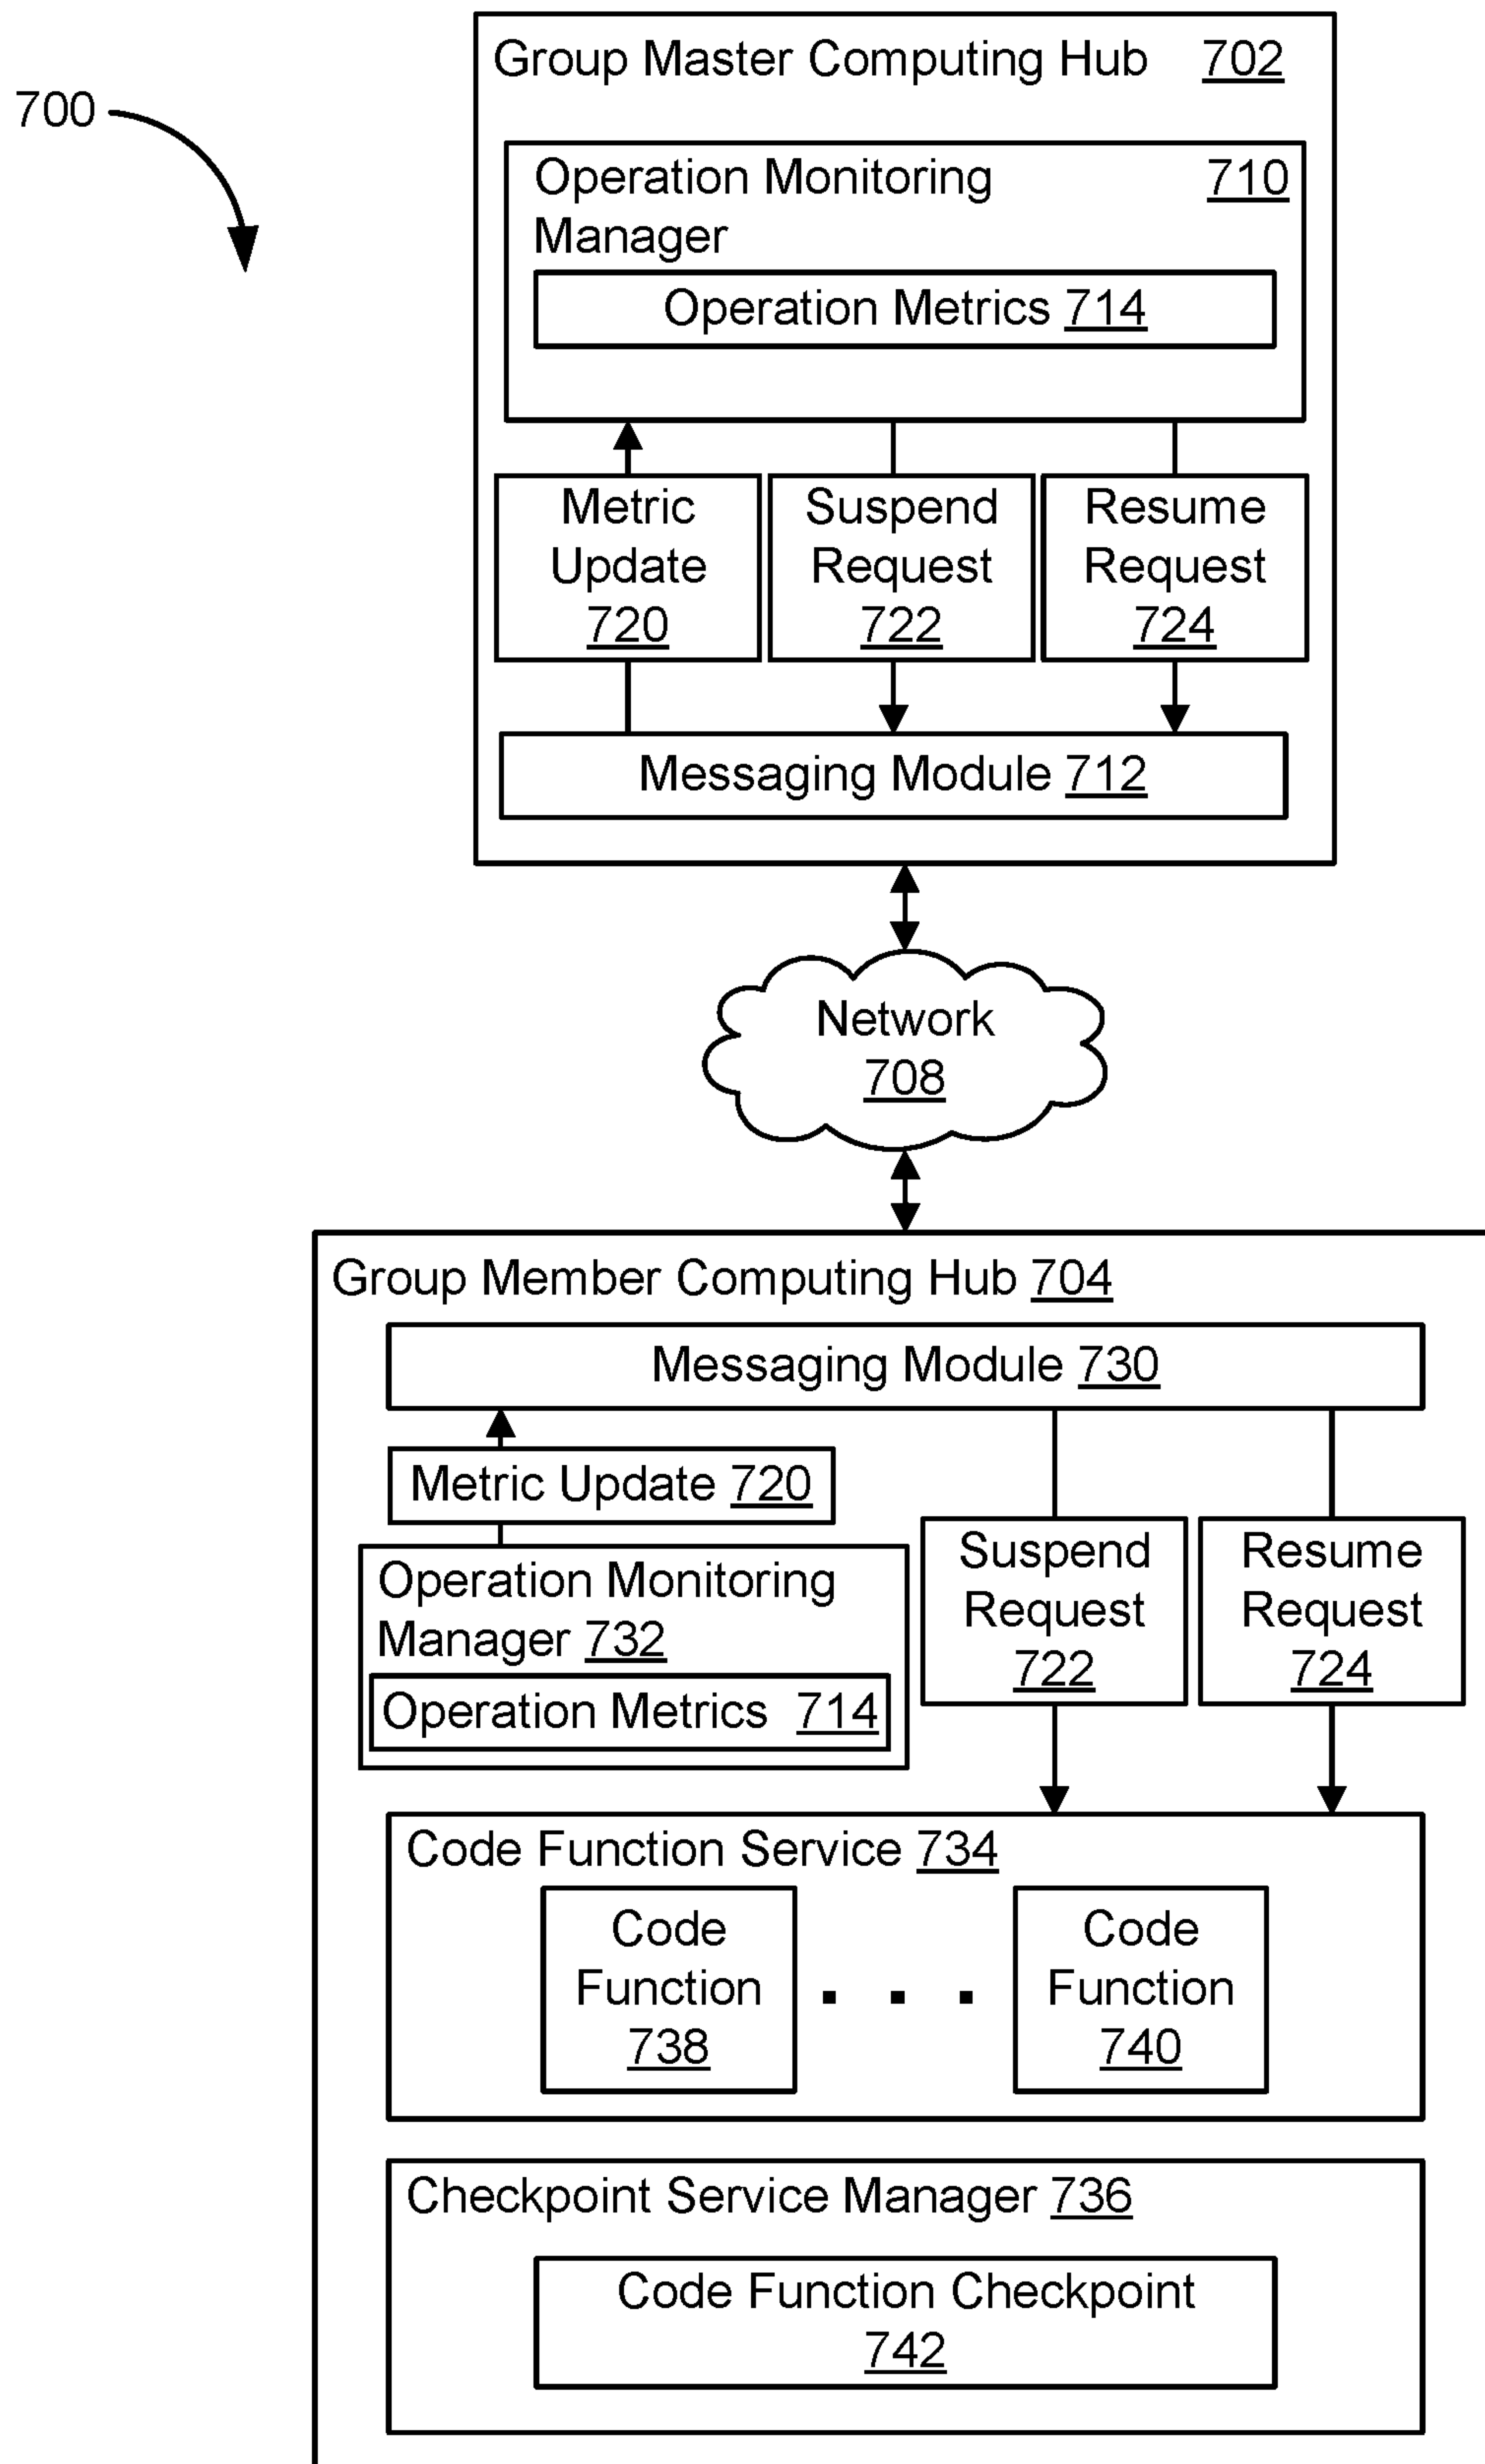 700
Group Master Computing Hub 702
Operation Monitoring 710
Manager
Operation Metrics 714
Metric
Update
720
Suspend
Request
722
Resume
Request
724
Messaging Module 712
Network
708
Group Member Computing Hub 704
Messaging Module 730
Metric Update 720
Operation Monitoring
Manager 732
Operation Metrics 714
Suspend
Request
722
Resume
Request
724
Code Function Service 734
Code
Function
738
. . .
Code
Function
740
Checkpoint Service Manager 736
Code Function Checkpoint
742